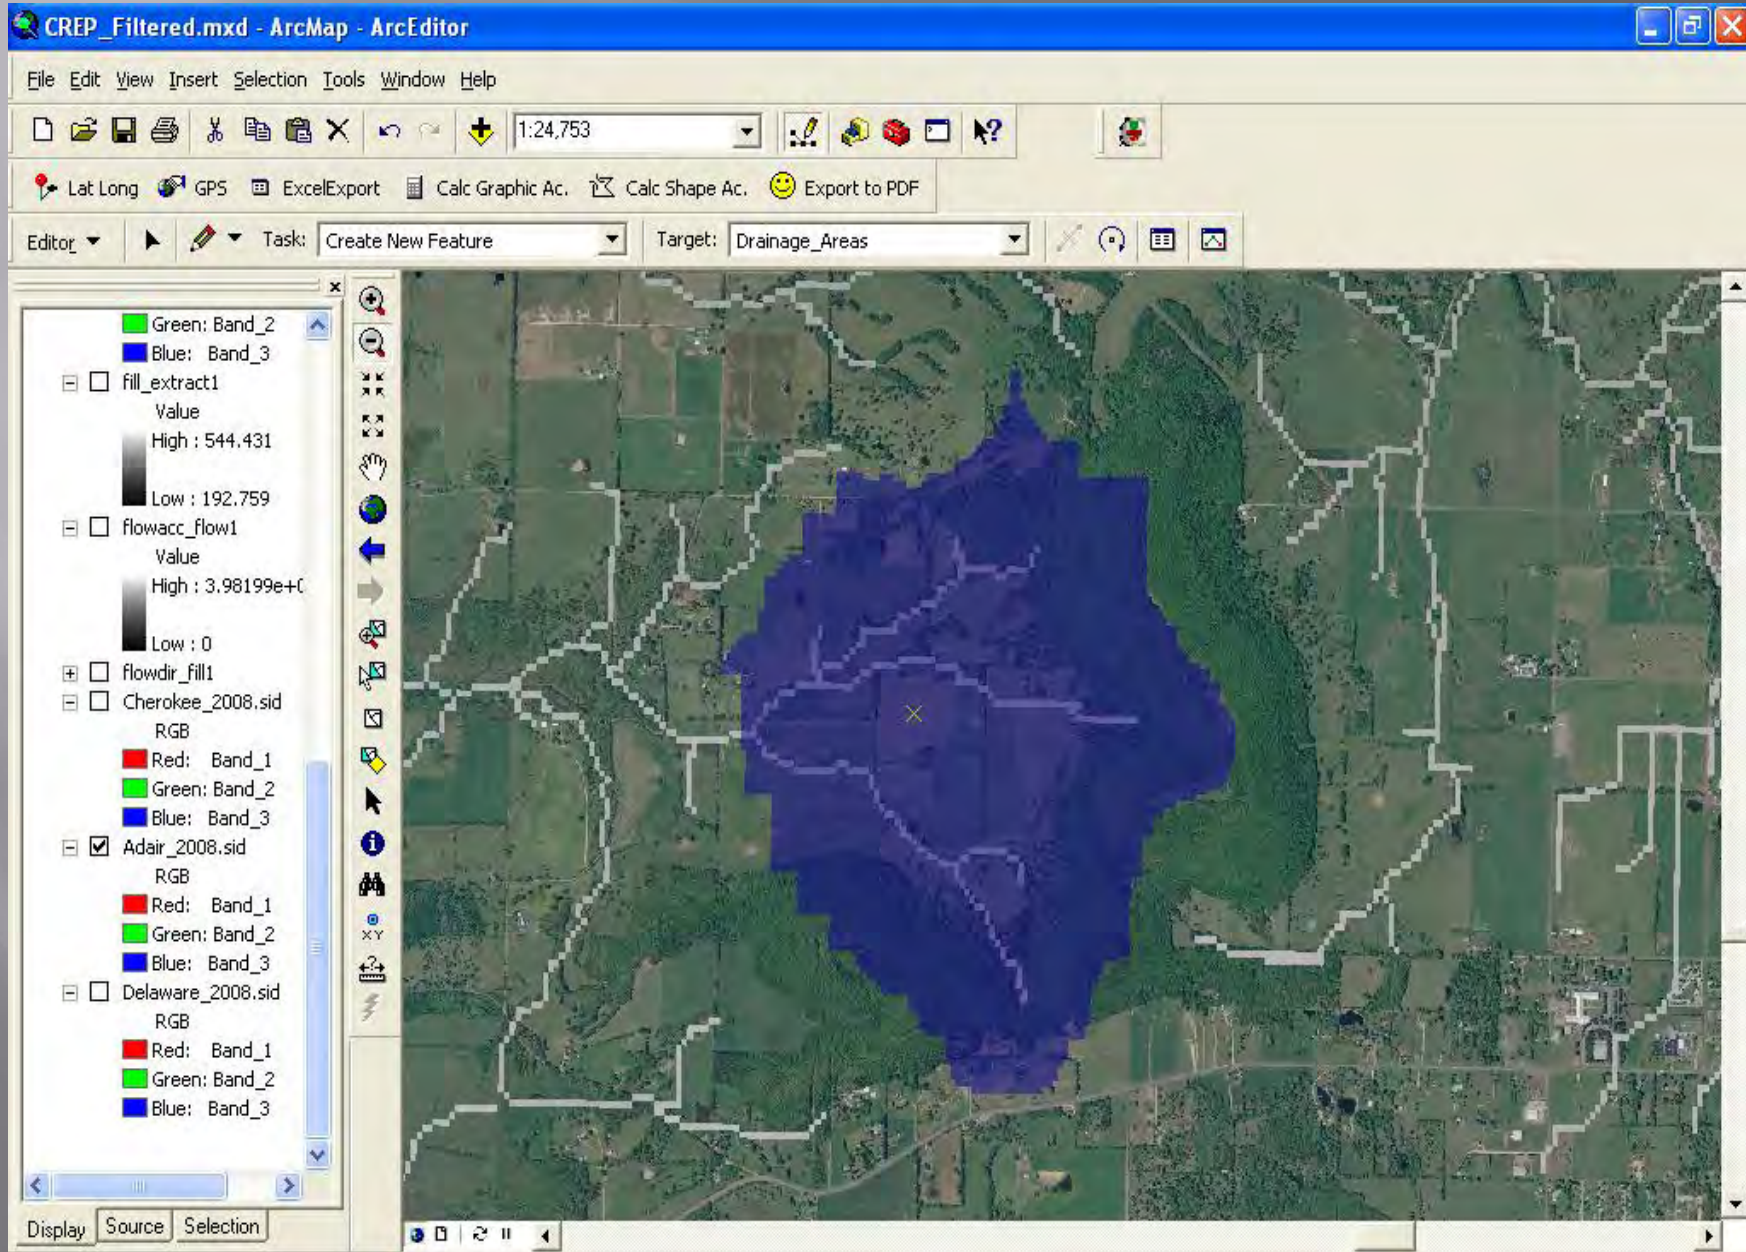 CREP_Filtered.mxd - ArcMap - ArcEditor
File Edit View Insert Selection Tools Window Help
1:24,753
Lat Long GPS ExcelExport Calc Graphic Ac. Calc Shape Ac. Export to PDF
Editor Task: Create New Feature Target: Drainage_Areas
Green: Band_2
Blue: Band_3
fill_extract1
Value
High : 544.431
Low : 192.759
flowacc_flow1
Value
High : 3.98199e+0
Low : 0
flowdir_fill1
Cherokee_2008.sid
RGB
Red: Band_1
Green: Band_2
Blue: Band_3
Adair_2008.sid
RGB
Red: Band_1
Green: Band_2
Blue: Band_3
Delaware_2008.sid
RGB
Red: Band_1
Green: Band_2
Blue: Band_3
XY
Display Source Selection